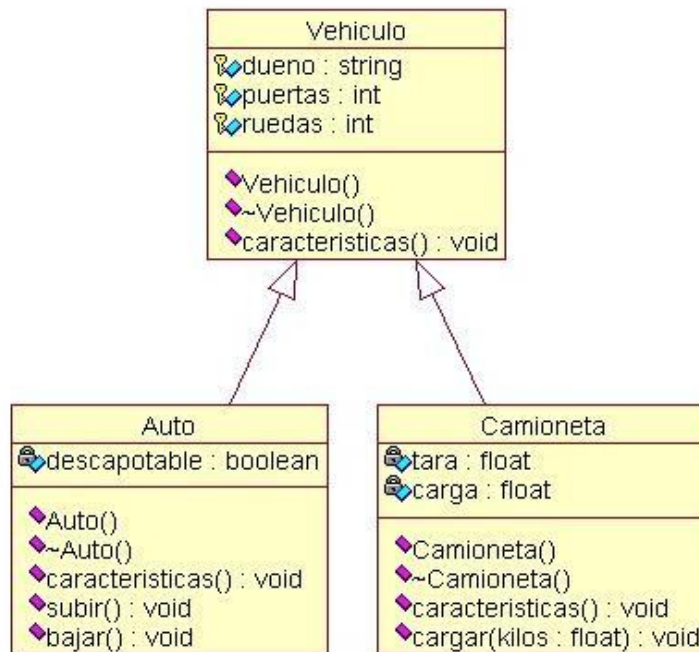 Vehiculo
dueno : string
puertas : int
ruedas : int
Vehiculo()
~Vehiculo()
caracteristicas() : void
Auto
descapotable : boolean
Auto()
~Auto()
caracteristicas() : void
subir() : void
bajar() : void
Camioneta
tara : float
carga : float
Camioneta()
~Camioneta()
caracteristicas() : void
cargar(kilos : float) : void